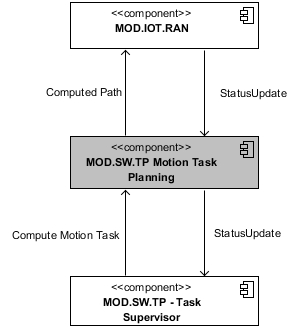 <<component>>
MOD.IOT.RAN
Computed Path
StatusUpdate
<<component>>
MOD.SW.TP Motion Task
Planning
Compute Motion Task
StatusUpdate
<<component>>
MOD.SW.TP - Task
Supervisor